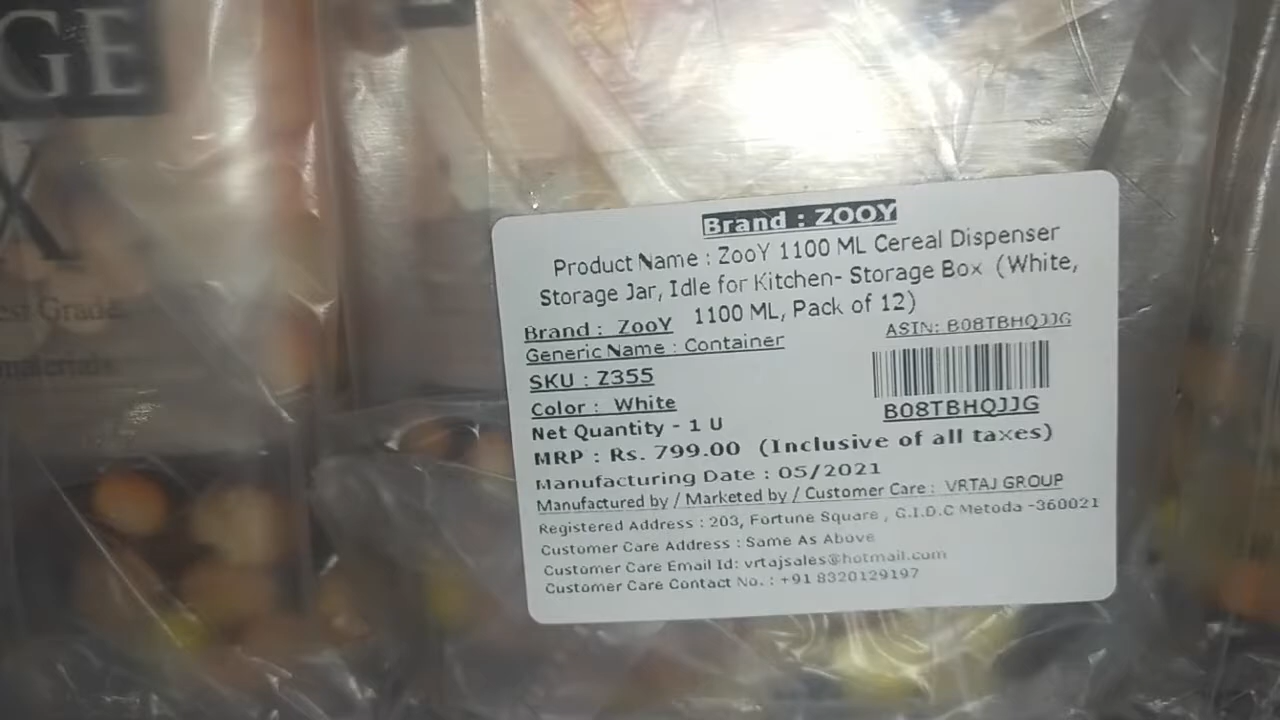 GE
X
est Grade
materials
Brand : ZOOY
Product Name : ZooY 1100 ML Cereal Dispenser
Storage Jar, Idle for Kitchen- Storage Box (White,
1100 ML, Pack of 12)
Brand : ZooY
ASIN: B08TBHQJJG
Generic Name : Container
SKU : Z355
Color : White
B08TBHQJJG
Net Quantity - 1 U
MRP : Rs. 799.00 (Inclusive of all taxes)
Manufacturing Date : 05/2021
Manufactured by / Marketed by / Customer Care : VRTAJ GROUP
Registered Address : 203, Fortune Square , G.I.D.C Metoda -360021
Customer Care Address : Same As Above
Customer Care Email Id: vrtajsales@hotmail.com
Customer Care Contact No. : +91 8320129197